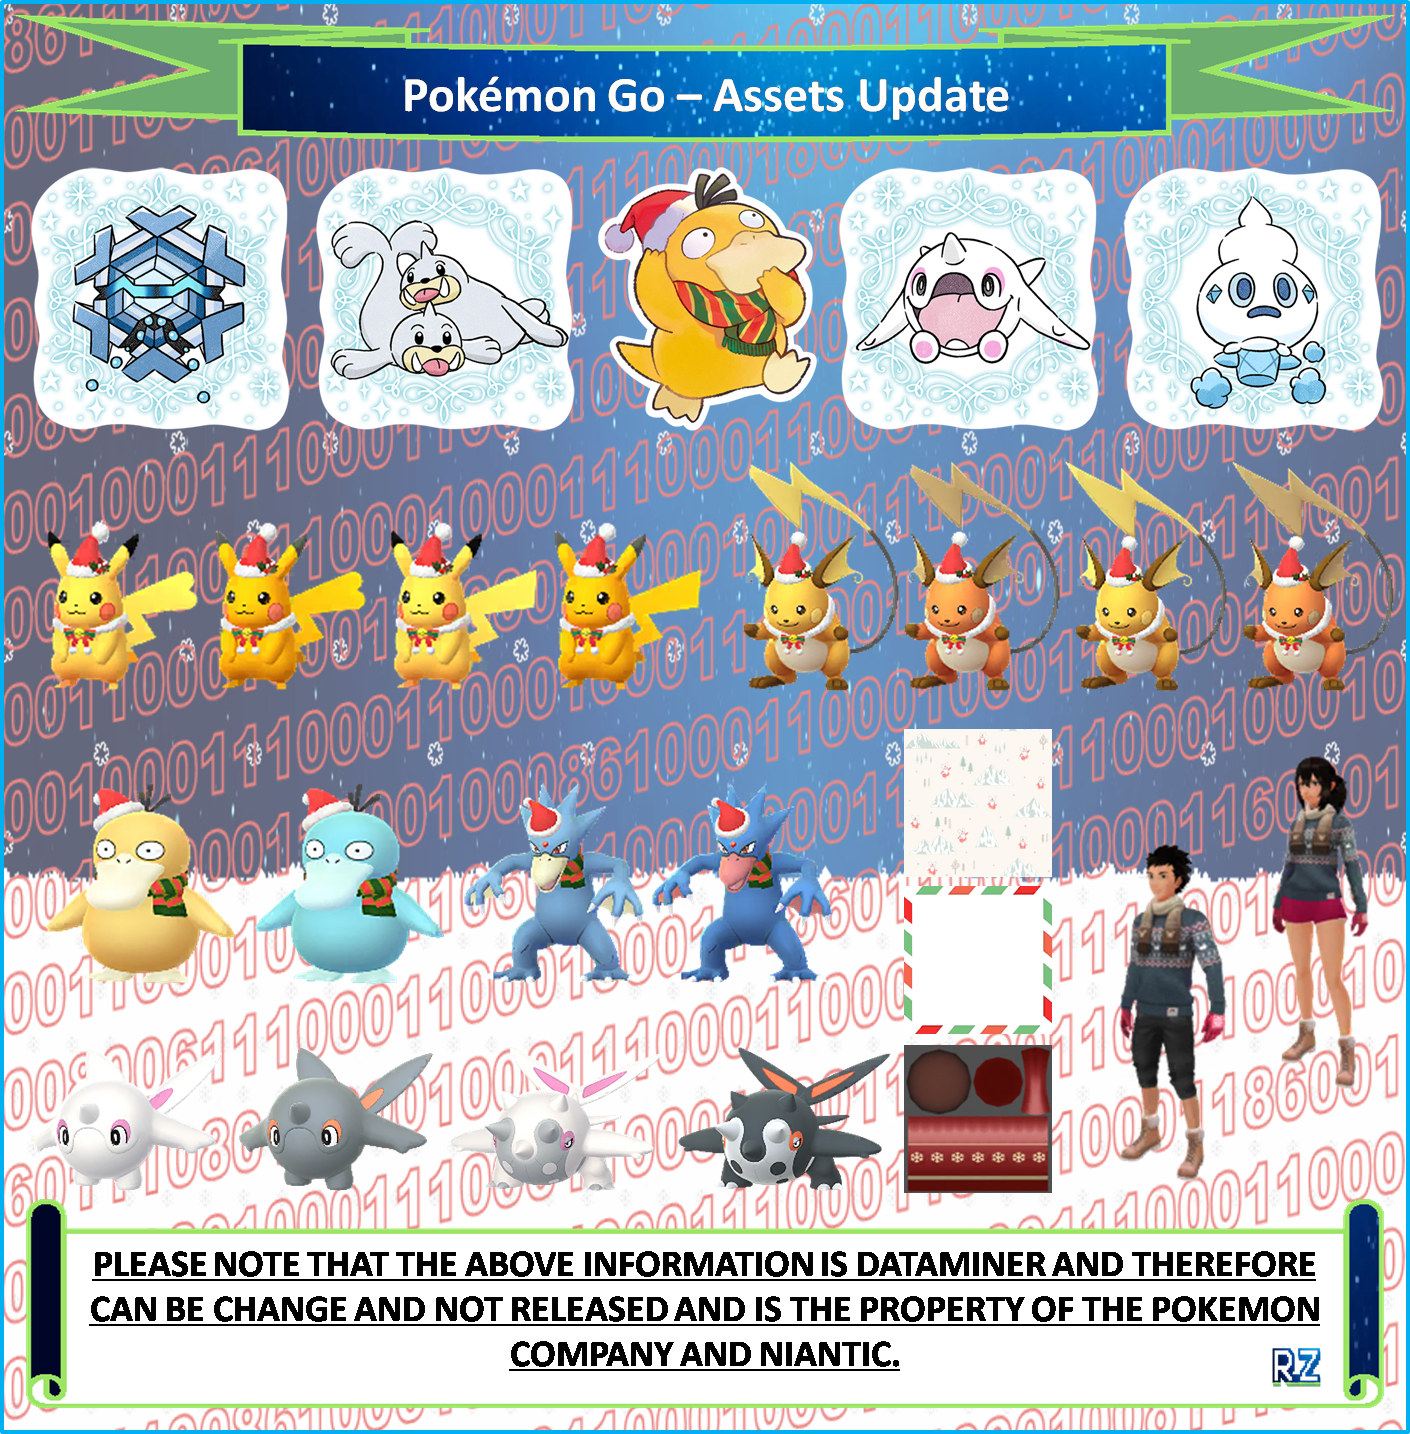 Pokémon Go – Assets Update
PLEASE NOTE THAT THE ABOVE INFORMATION IS DATAMINER AND THEREFORE
CAN BE CHANGE AND NOT RELEASED AND IS THE PROPERTY OF THE POKEMON
COMPANY AND NIANTIC.
RZ